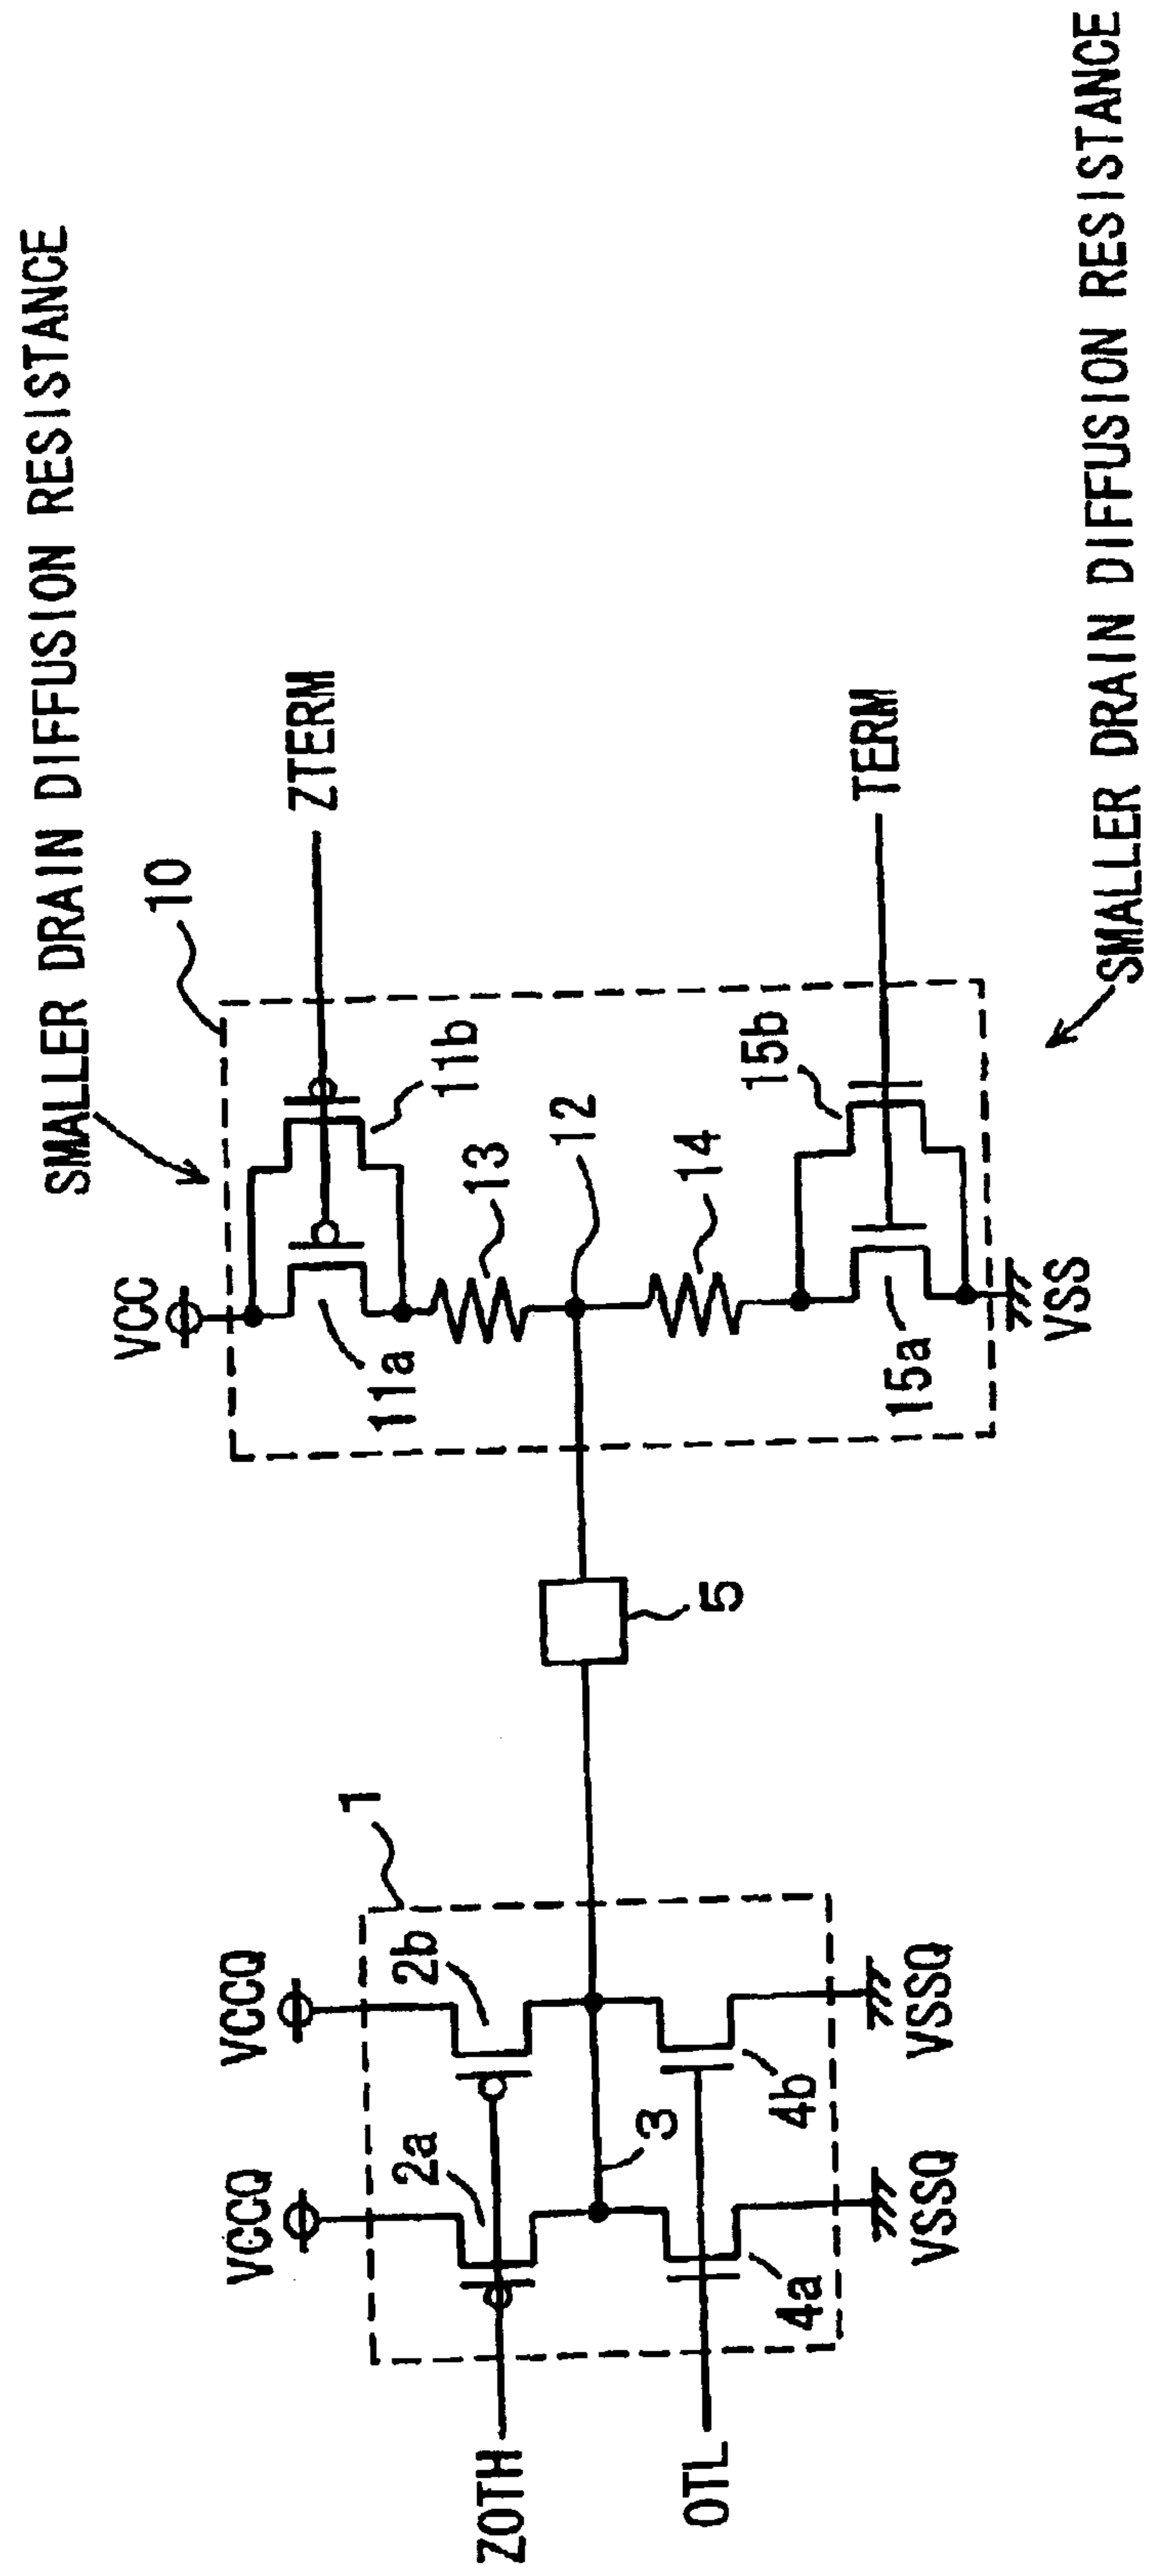 SMALLER DRAIN DIFFUSION RESISTANCE
10
VCC
ZTERM
11a
11b
13
12
14
15a
15b
TERM
VSS
SMALLER DRAIN DIFFUSION RESISTANCE
5
1
VCCQ
VCCQ
2a
2b
ZOTH
3
OTL
4a
4b
VSSQ
VSSQ